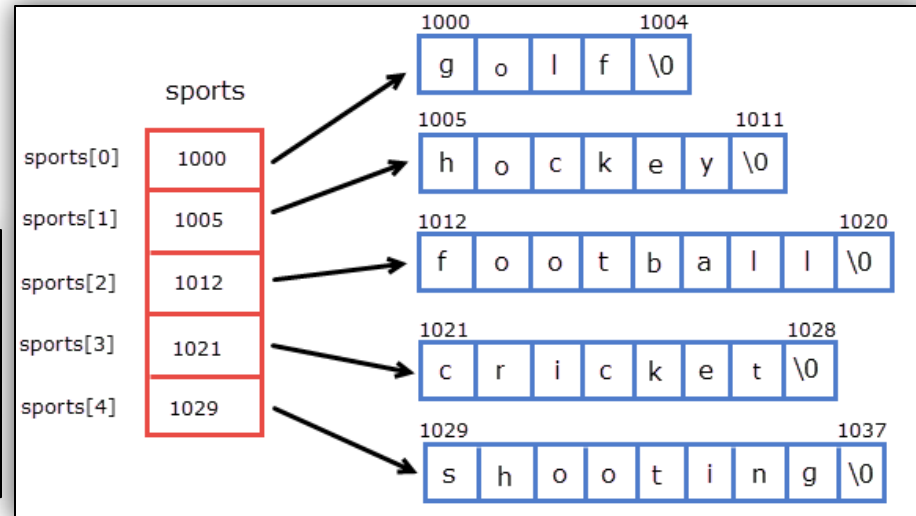 sports
sports[0] 1000
sports[1] 1005
sports[2] 1012
sports[3] 1021
sports[4] 1029
1000 1004
g o l f \0
1005 1011
h o c k e y \0
1012 1020
f o o t b a l l \0
1021 1028
c r i c k e t \0
1029 1037
s h o o t i n g \0